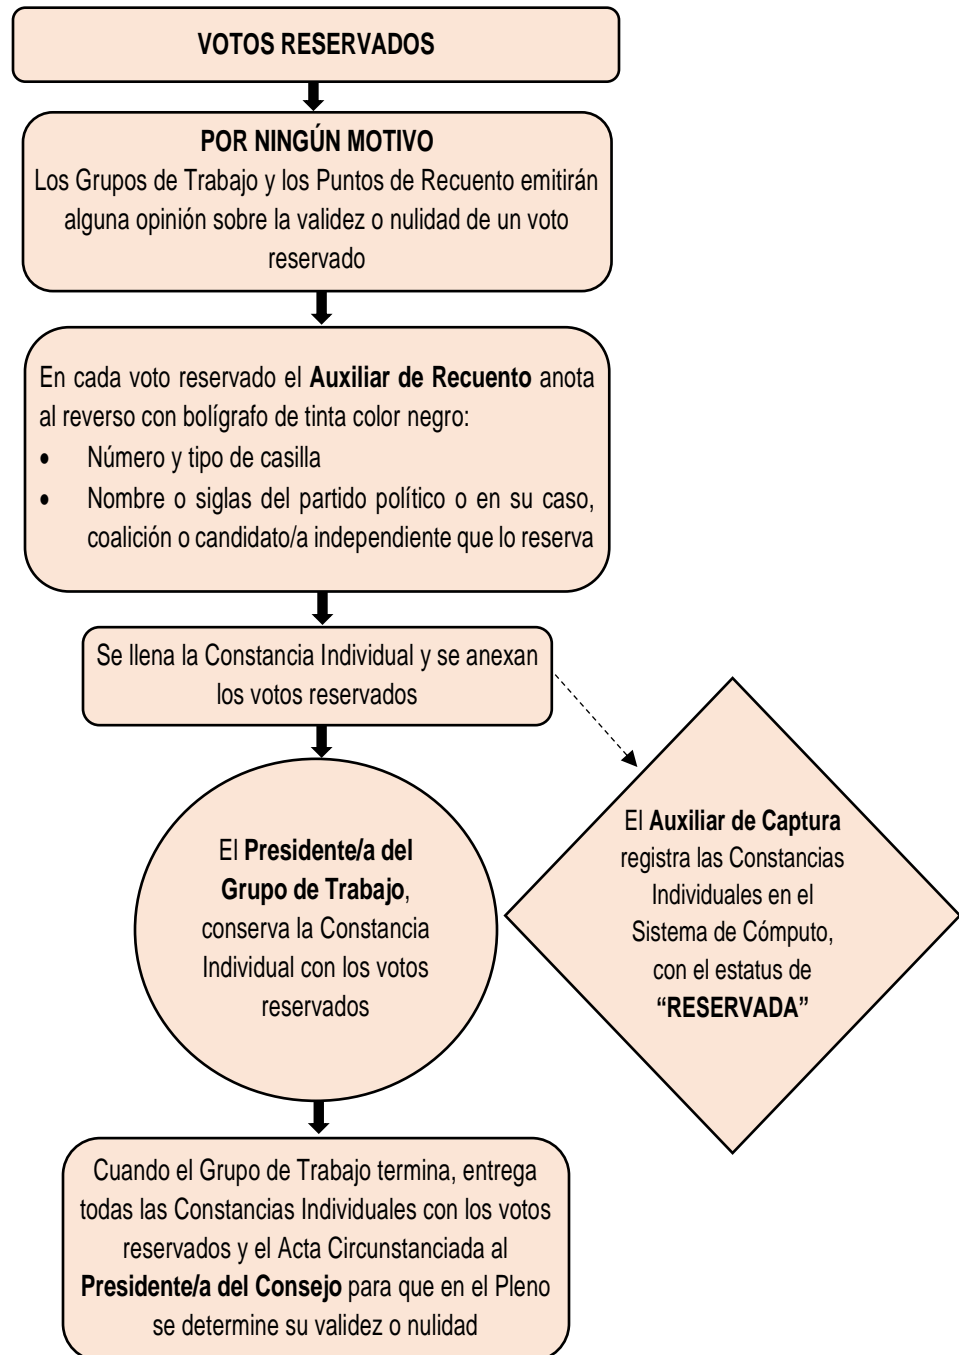 VOTOS RESERVADOS
POR NINGÚN MOTIVO
Los Grupos de Trabajo y los Puntos de Recuento emitirán
alguna opinión sobre la validez o nulidad de un voto
reservado
En cada voto reservado el Auxiliar de Recuento anota
al reverso con bolígrafo de tinta color negro:
• Número y tipo de casilla
• Nombre o siglas del partido político o en su caso,
coalición o candidato/a independiente que lo reserva
Se llena la Constancia Individual y se anexan
los votos reservados
El Presidente/a del
Grupo de Trabajo,
conserva la Constancia
Individual con los votos
reservados
El Auxiliar de Captura
registra las Constancias
Individuales en el
Sistema de Cómputo,
con el estatus de
“RESERVADA”
Cuando el Grupo de Trabajo termina, entrega
todas las Constancias Individuales con los votos
reservados y el Acta Circunstanciada al
Presidente/a del Consejo para que en el Pleno
se determine su validez o nulidad